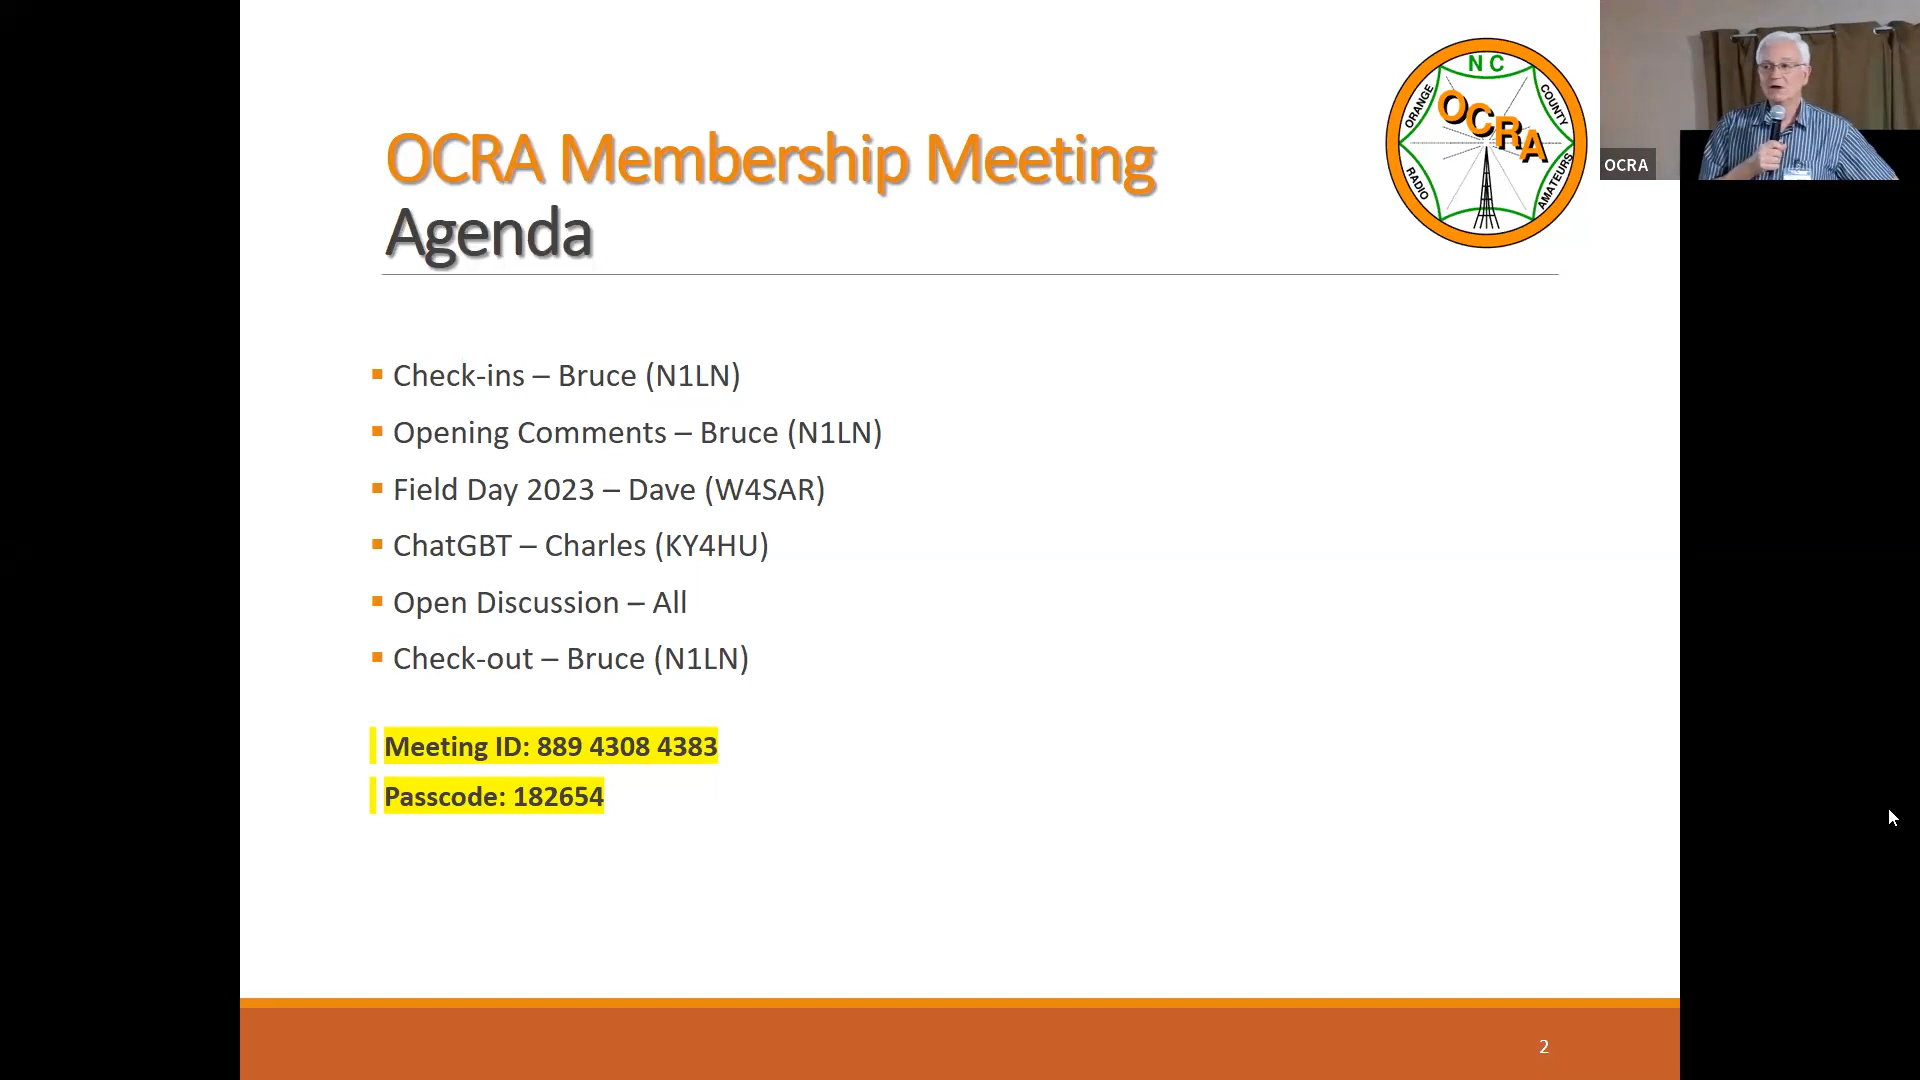 OCRA Membership Meeting
Agenda
NC
ORANGE
COUNTY
OCRA
RADIO
AMATEURS
OCRA
Check-ins – Bruce (N1LN)
Opening Comments – Bruce (N1LN)
Field Day 2023 – Dave (W4SAR)
ChatGBT – Charles (KY4HU)
Open Discussion – All
Check-out – Bruce (N1LN)
Meeting ID: 889 4308 4383
Passcode: 182654
2